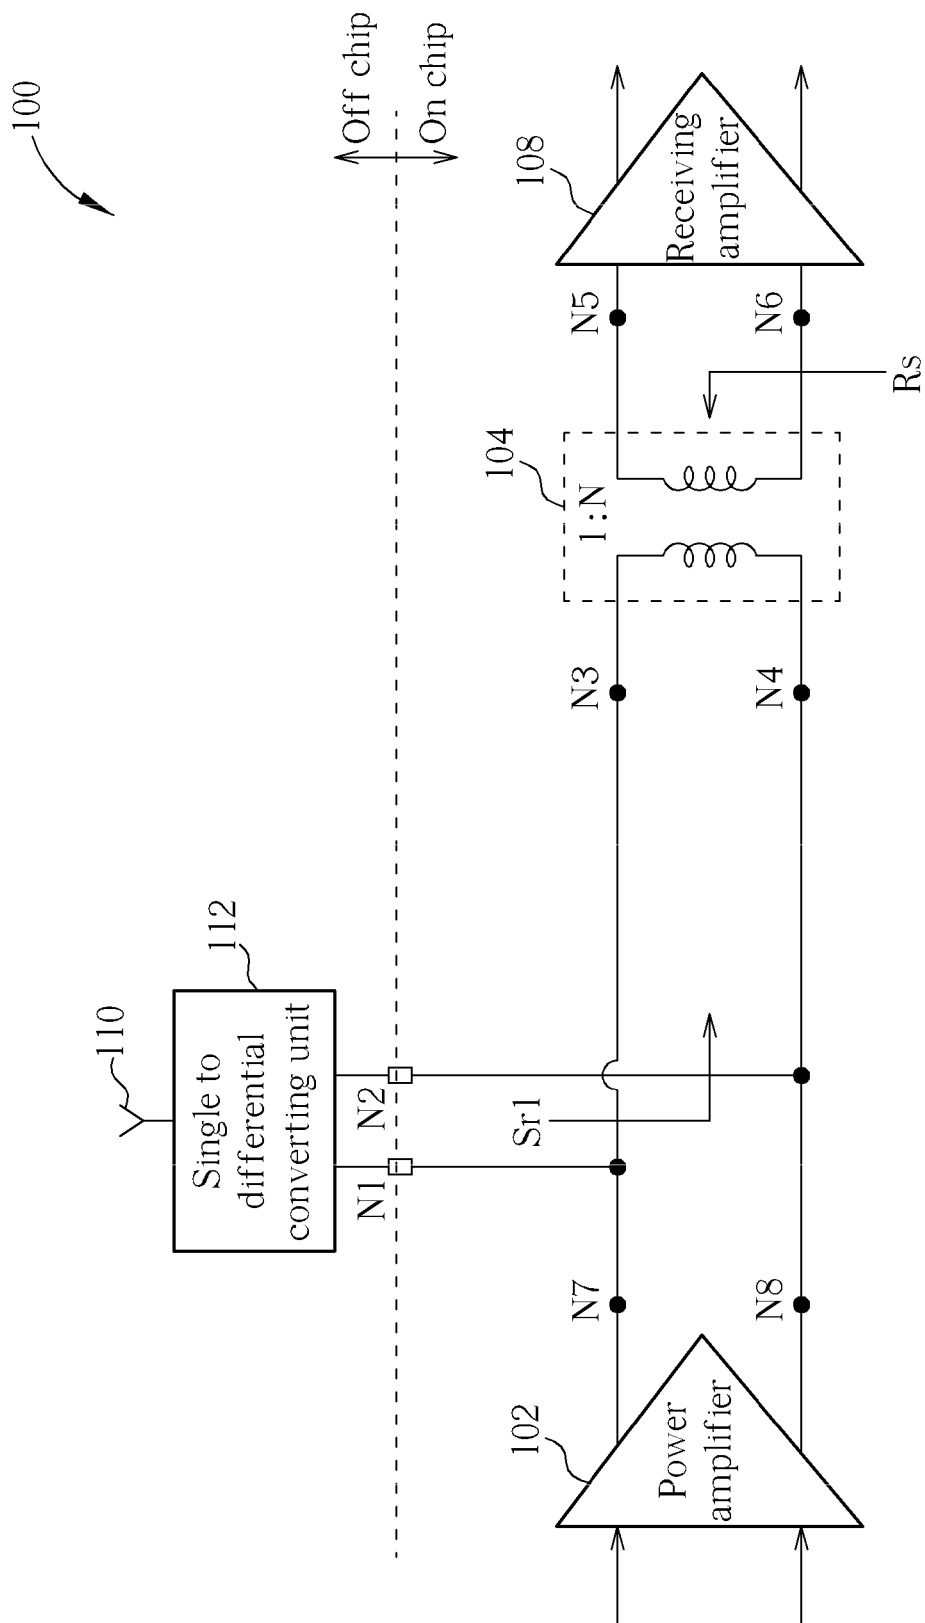 100
Off chip
On chip
110
112
Single to
differential
converting unit
N1
N2
Sr1
102
Power
amplifier
N7
N8
N3
N4
104
1:N
N5
N6
Rs
108
Receiving
amplifier